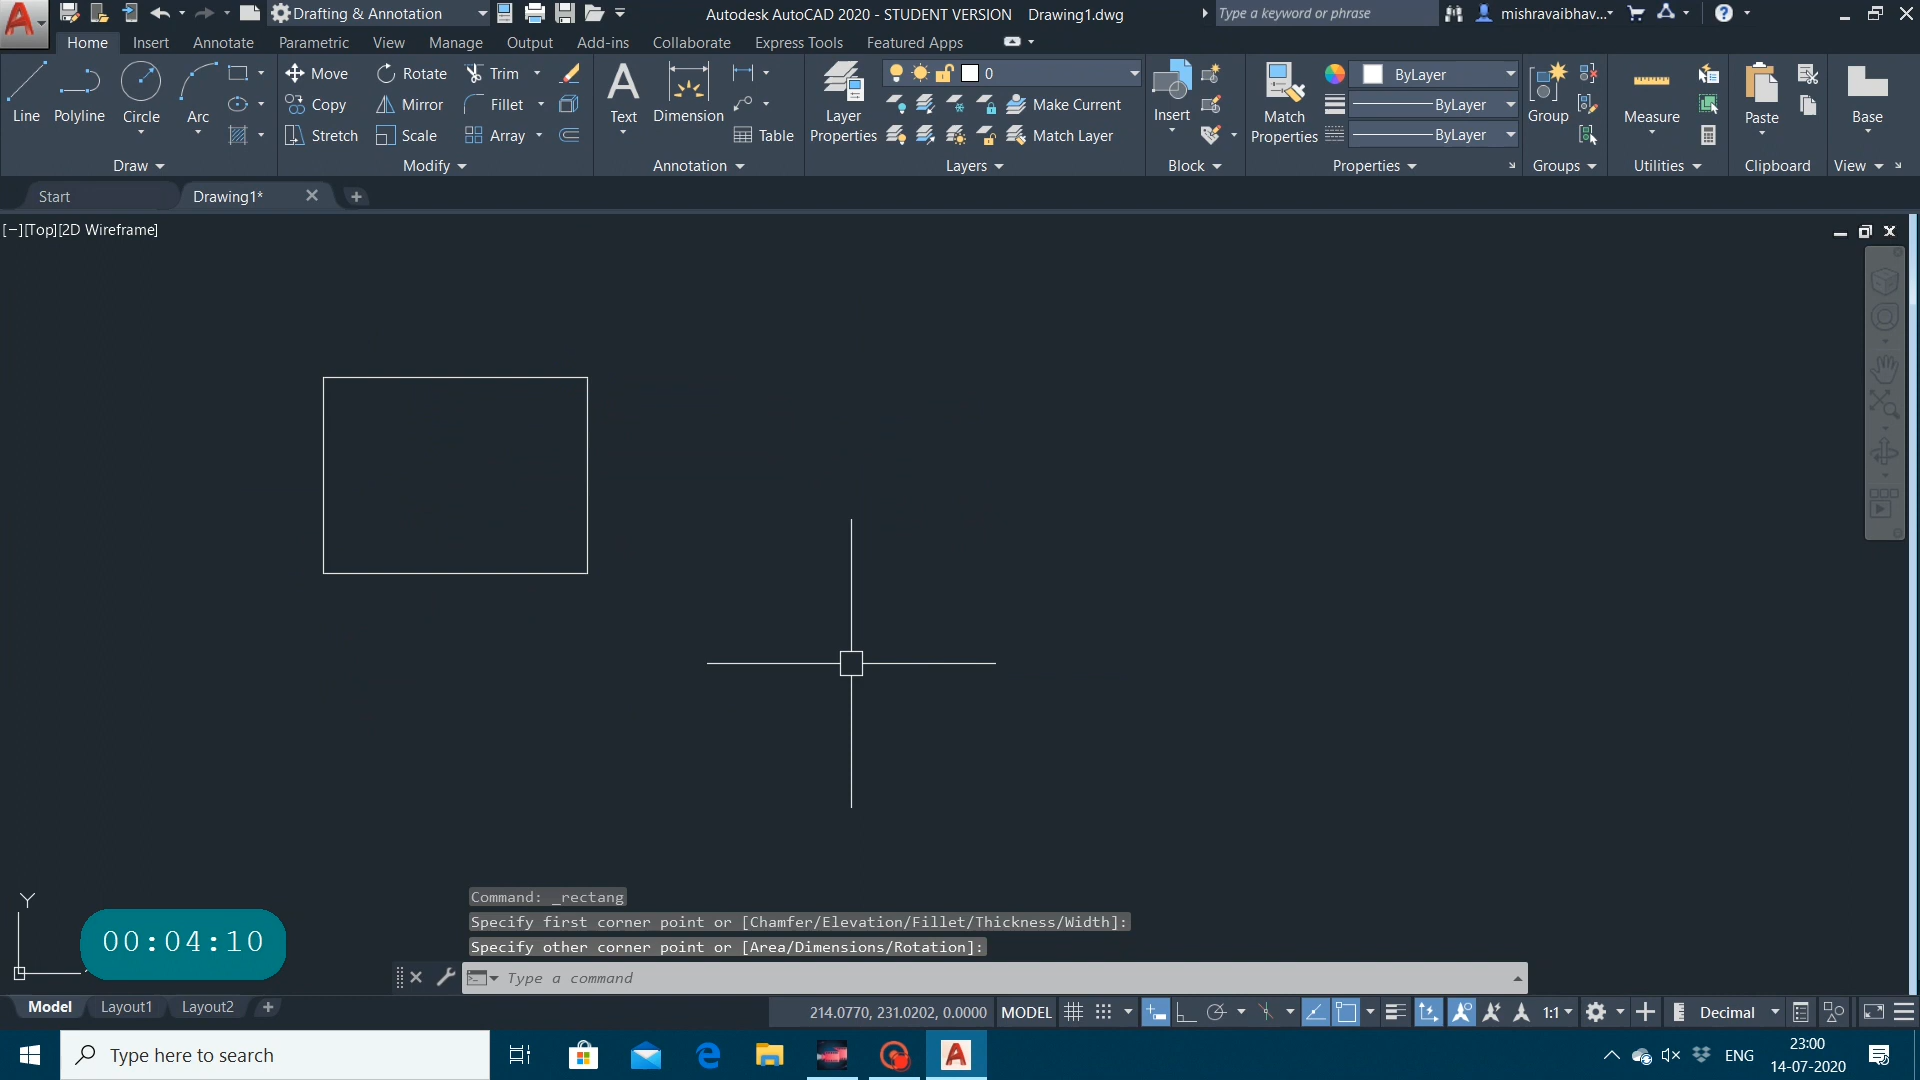 Drafting & Annotation
Autodesk AutoCAD 2020 - STUDENT VERSION Drawing1.dwg
Type a keyword or phrase
mishravaibhav...
Home Insert Annotate Parametric View Manage Output Add-ins Collaborate Express Tools Featured Apps
Line Polyline Circle Arc
Move Rotate Trim
Copy Mirror Fillet
Stretch Scale Array
Text Dimension Table
Layer Properties
0
Make Current
Match Layer
Insert
Match Properties
ByLayer
ByLayer
ByLayer
Group
Measure
Paste
Base
Draw Modify Annotation Layers Block Properties Groups Utilities Clipboard View
Start Drawing1*
[−][Top][2D Wireframe]
Y
00:04:10
Command: _rectang
Specify first corner point or [Chamfer/Elevation/Fillet/Thickness/Width]:
Specify other corner point or [Area/Dimensions/Rotation]:
Type a command
Model Layout1 Layout2
214.0770, 231.0202, 0.0000 MODEL 1:1 Decimal
Type here to search
ENG
23:00
14-07-2020